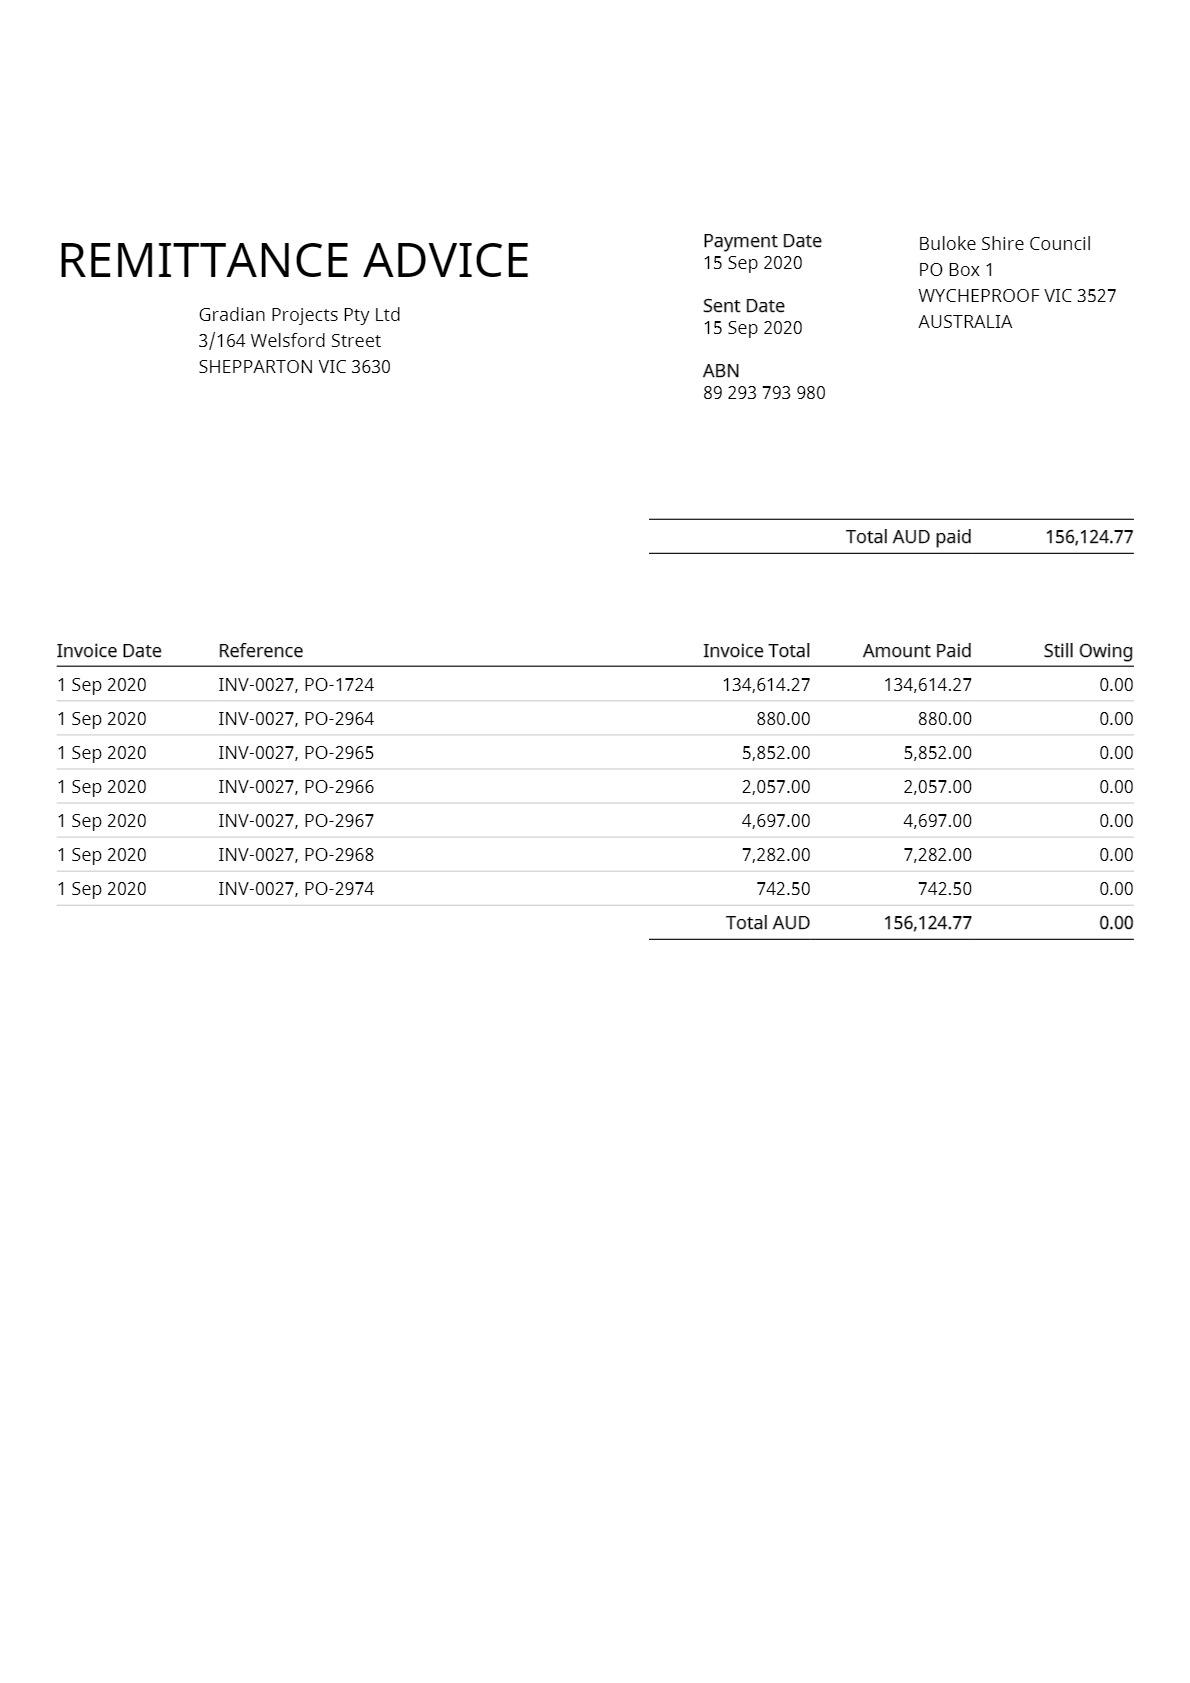 REMITTANCE ADVICE
Gradian Projects Pty Ltd
3/164 Welsford Street
SHEPPARTON VIC 3630
Payment Date
15 Sep 2020
Sent Date
15 Sep 2020
ABN
89 293 793 980
Buloke Shire Council
PO Box 1
WYCHEPROOF VIC 3527
AUSTRALIA
Total AUD paid 156,124.77
Invoice Date Reference Invoice Total Amount Paid Still Owing
1 Sep 2020 INV-0027, PO-1724 134,614.27 134,614.27 0.00
1 Sep 2020 INV-0027, PO-2964 880.00 880.00 0.00
1 Sep 2020 INV-0027, PO-2965 5,852.00 5,852.00 0.00
1 Sep 2020 INV-0027, PO-2966 2,057.00 2,057.00 0.00
1 Sep 2020 INV-0027, PO-2967 4,697.00 4,697.00 0.00
1 Sep 2020 INV-0027, PO-2968 7,282.00 7,282.00 0.00
1 Sep 2020 INV-0027, PO-2974 742.50 742.50 0.00
Total AUD 156,124.77 0.00